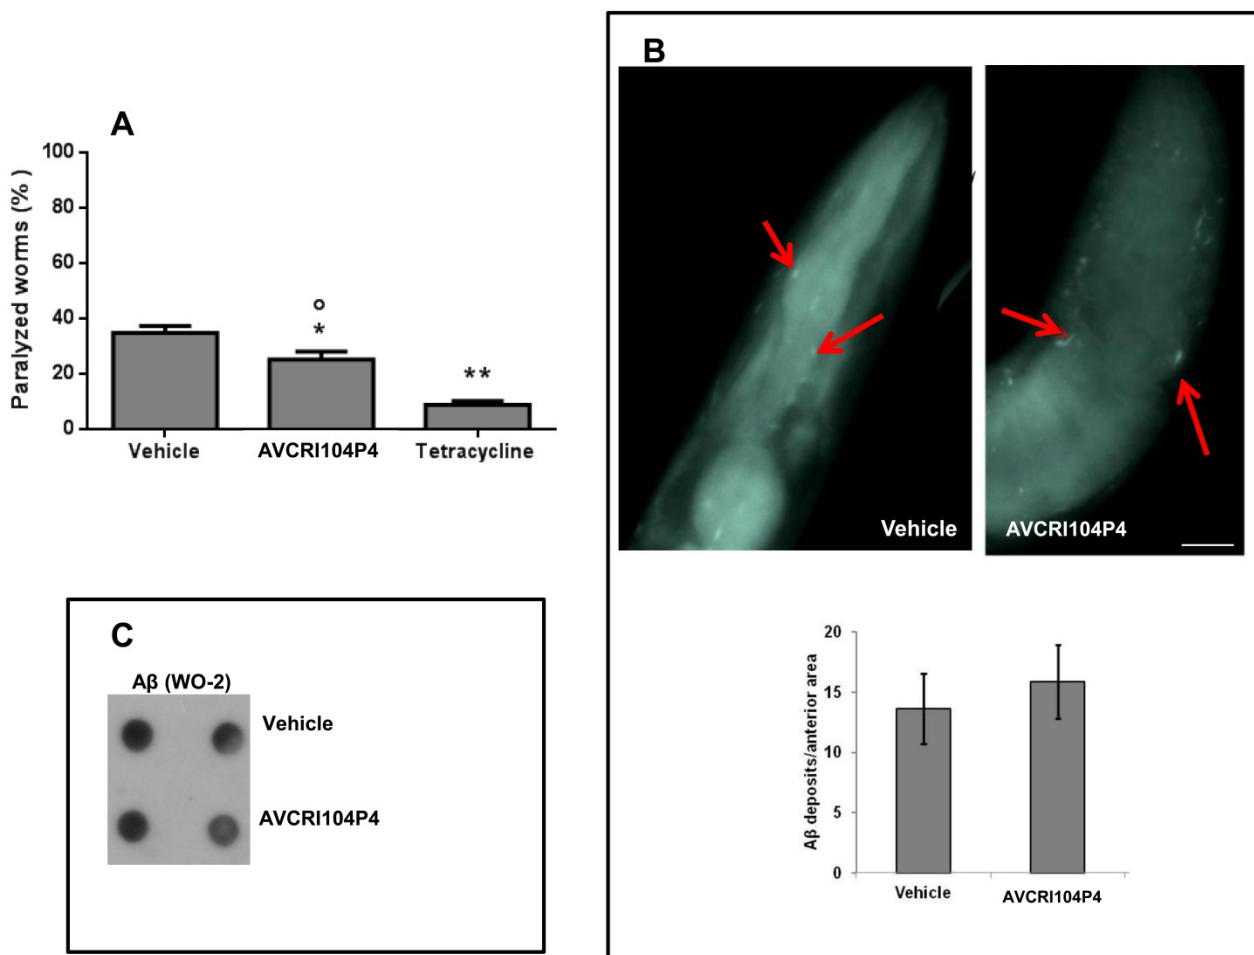 A
Paralyzed worms (%)
100
80
60
40
20
0
°
*
**
Vehicle
AVCRI104P4
Tetracycline
B
Vehicle
AVCRI104P4
Aβ deposits/anterior area
20
15
10
5
0
Vehicle
AVCRI104P4
C
Aβ (WO-2)
Vehicle
AVCRI104P4